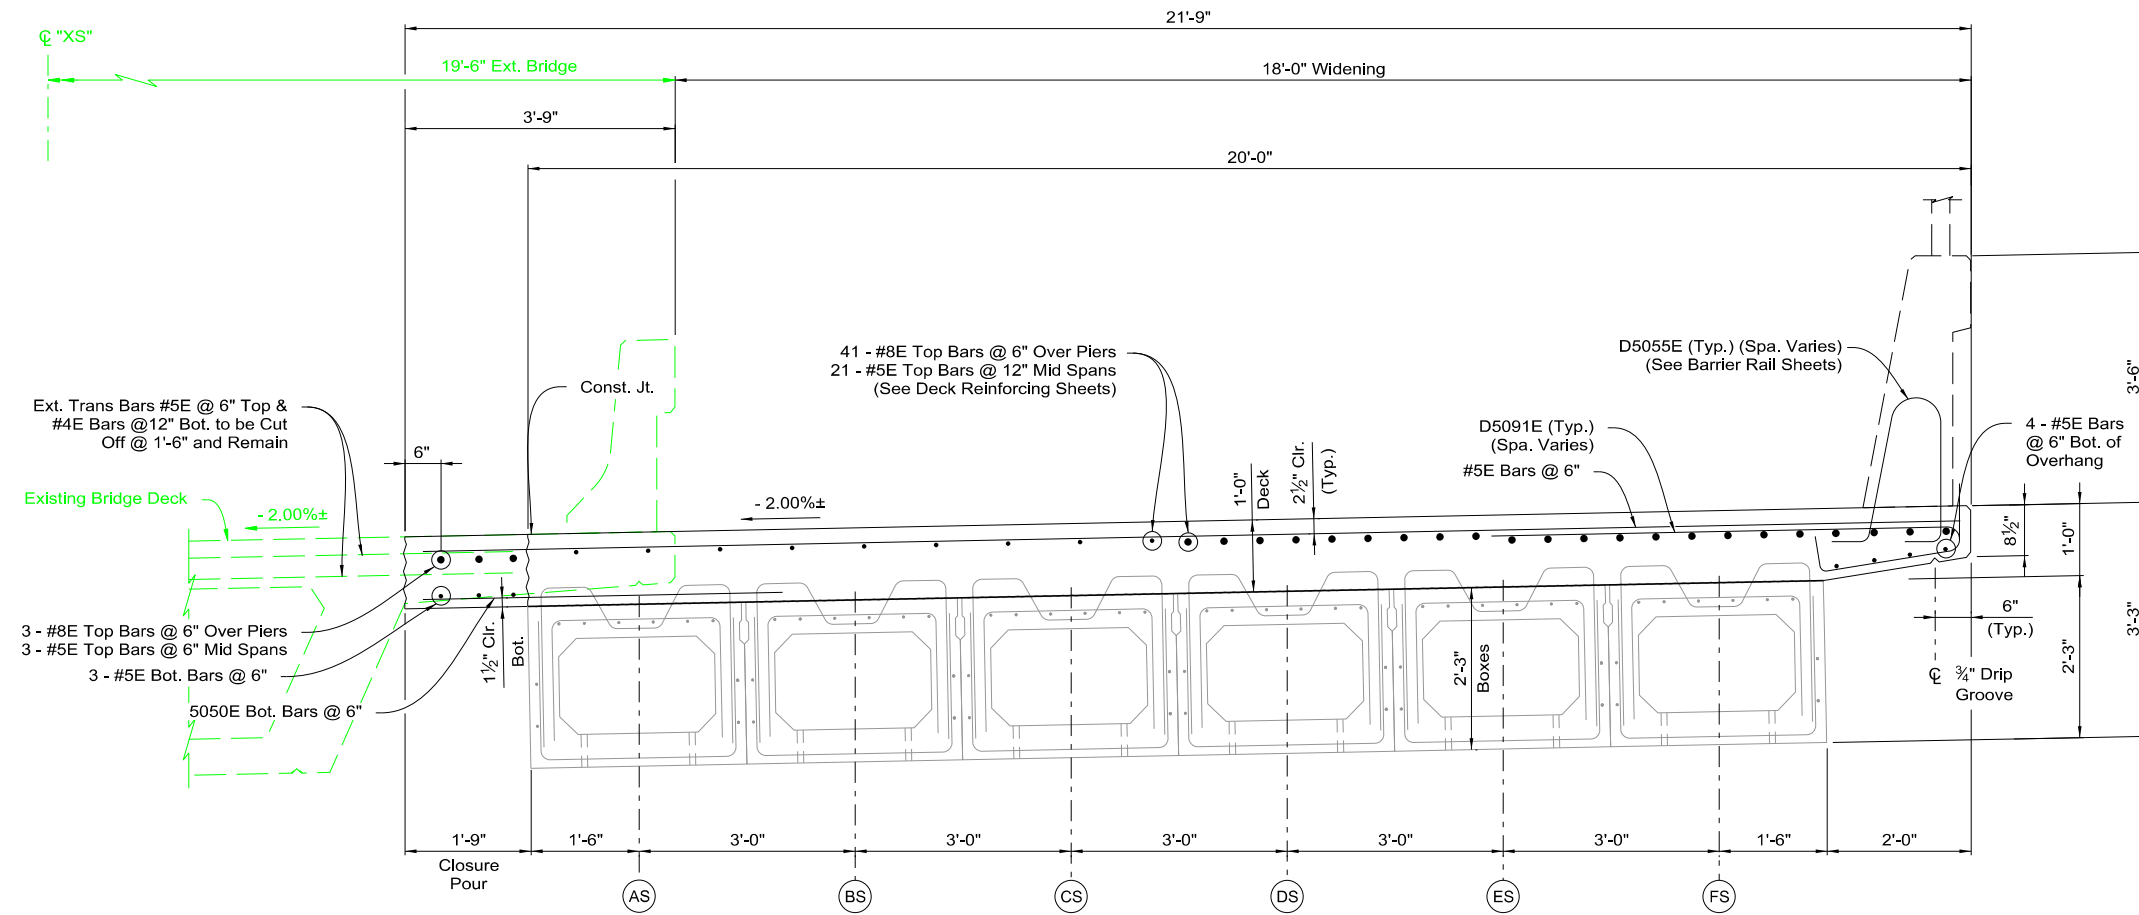 21'-9"
℄ "XS"
19'-6" Ext. Bridge
18'-0" Widening
3'-9"
20'-0"
41 - #8E Top Bars @ 6" Over Piers
21 - #5E Top Bars @ 12" Mid Spans
(See Deck Reinforcing Sheets)
D5055E (Typ.) (Spa. Varies)
(See Barrier Rail Sheets)
3'-6"
Const. Jt.
Ext. Trans Bars #5E @ 6" Top &
#4E Bars @12" Bot. to be Cut
Off @ 1'-6" and Remain
6"
D5091E (Typ.)
(Spa. Varies)
#5E Bars @ 6"
4 - #5E Bars
@ 6" Bot. of
Overhang
1'-0"
Deck
2½" Clr.
(Typ.)
Existing Bridge Deck
- 2.00%±
- 2.00%±
8½"
1'-0"
3 - #8E Top Bars @ 6" Over Piers
3 - #5E Top Bars @ 6" Mid Spans
3 - #5E Bot. Bars @ 6"
5050E Bot. Bars @ 6"
1½" Clr.
Bot.
2'-3"
Boxes
6"
(Typ.)
2'-3"
3'-3"
℄ ¾" Drip
Groove
1'-9"
Closure
Pour
1'-6"
3'-0"
3'-0"
3'-0"
3'-0"
3'-0"
1'-6"
2'-0"
AS
BS
CS
DS
ES
FS